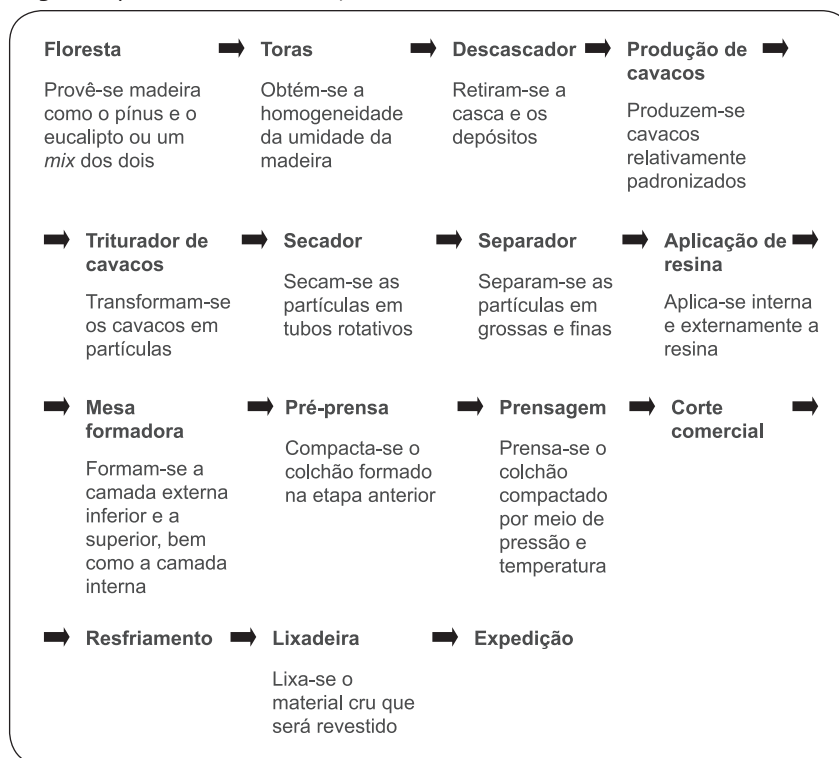 Floresta
Toras
Descascador
Produção de
cavacos
Provê-se madeira
como o pínus e o
eucalipto ou um
mix dos dois
Obtém-se a
homogeneidade
da umidade da
madeira
Retiram-se a
casca e os
depósitos
Produzem-se
cavacos
relativamente
padronizados
Triturador de
cavacos
Transformam-se
os cavacos em
partículas
Secador
Secam-se as
partículas em
tubos rotativos
Separador
Separam-se as
partículas em
grossas e finas
Aplicação de
resina
Aplica-se interna
e externamente a
resina
Mesa
formadora
Formam-se a
camada externa
inferior e a
superior, bem
como a camada
interna
Pré-prensa
Compacta-se o
colchão formado
na etapa anterior
Prensagem
Prensa-se o
colchão
compactado
por meio de
pressão e
temperatura
Corte
comercial
Resfriamento
Lixadeira
Lixa-se o
material cru que
será revestido
Expedição